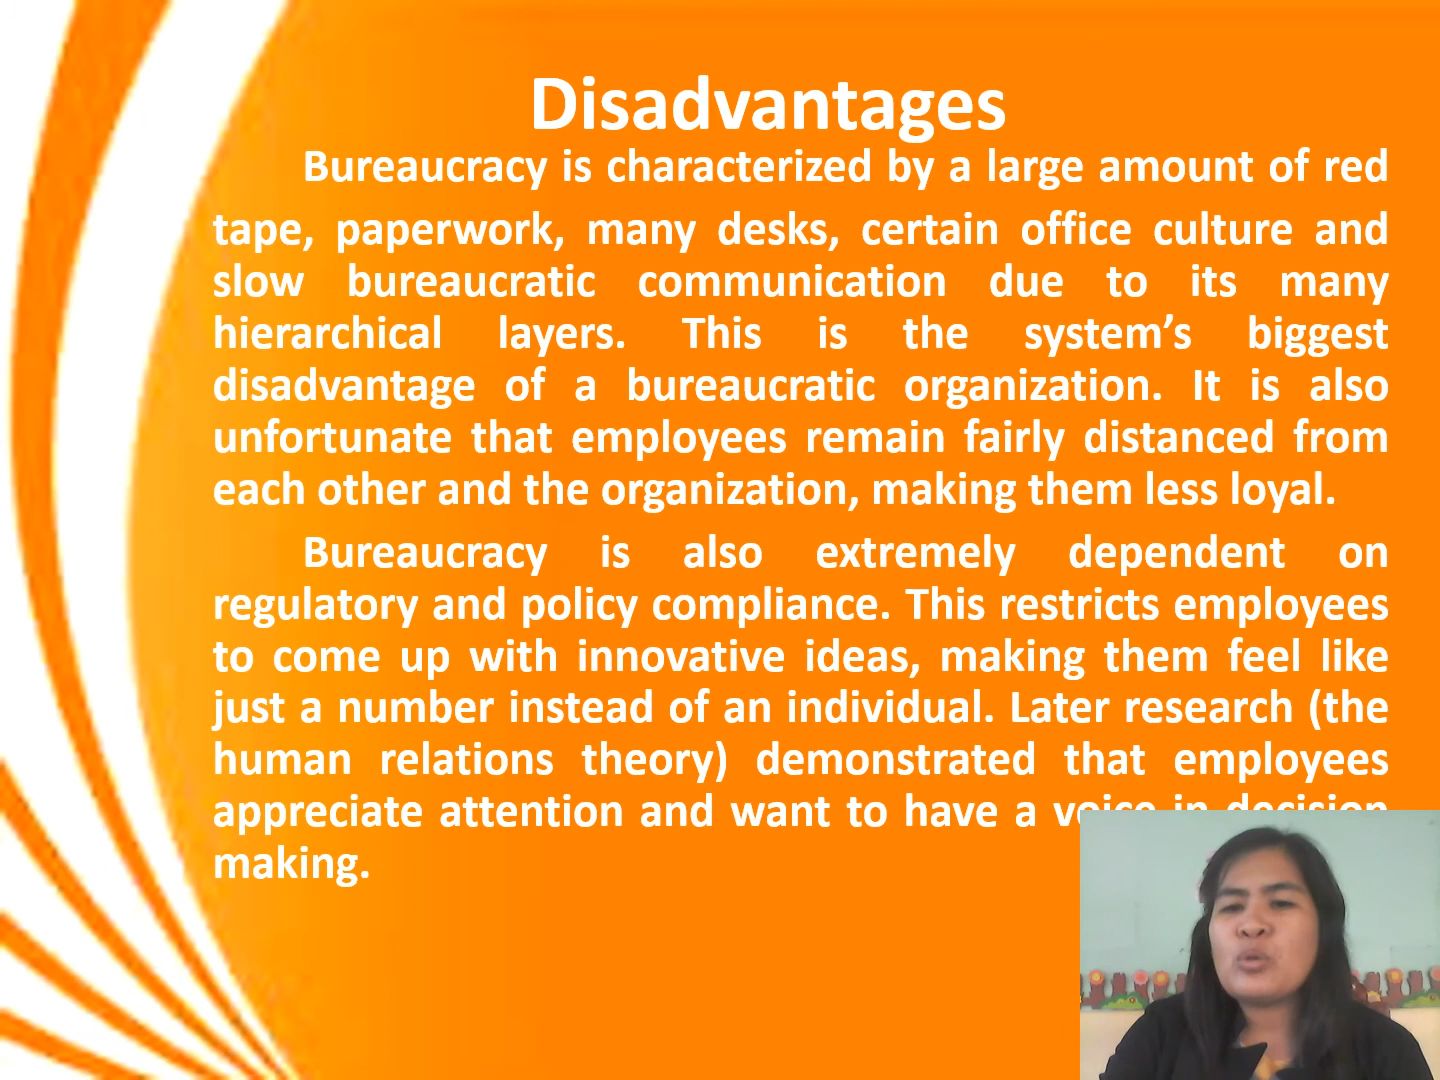 Disadvantages
Bureaucracy is characterized by a large amount of red
tape, paperwork, many desks, certain office culture and
slow bureaucratic communication due to its many
hierarchical layers. This is the system’s biggest
disadvantage of a bureaucratic organization. It is also
unfortunate that employees remain fairly distanced from
each other and the organization, making them less loyal.
Bureaucracy is also extremely dependent on
regulatory and policy compliance. This restricts employees
to come up with innovative ideas, making them feel like
just a number instead of an individual. Later research (the
human relations theory) demonstrated that employees
appreciate attention and want to have a voice in decision
making.